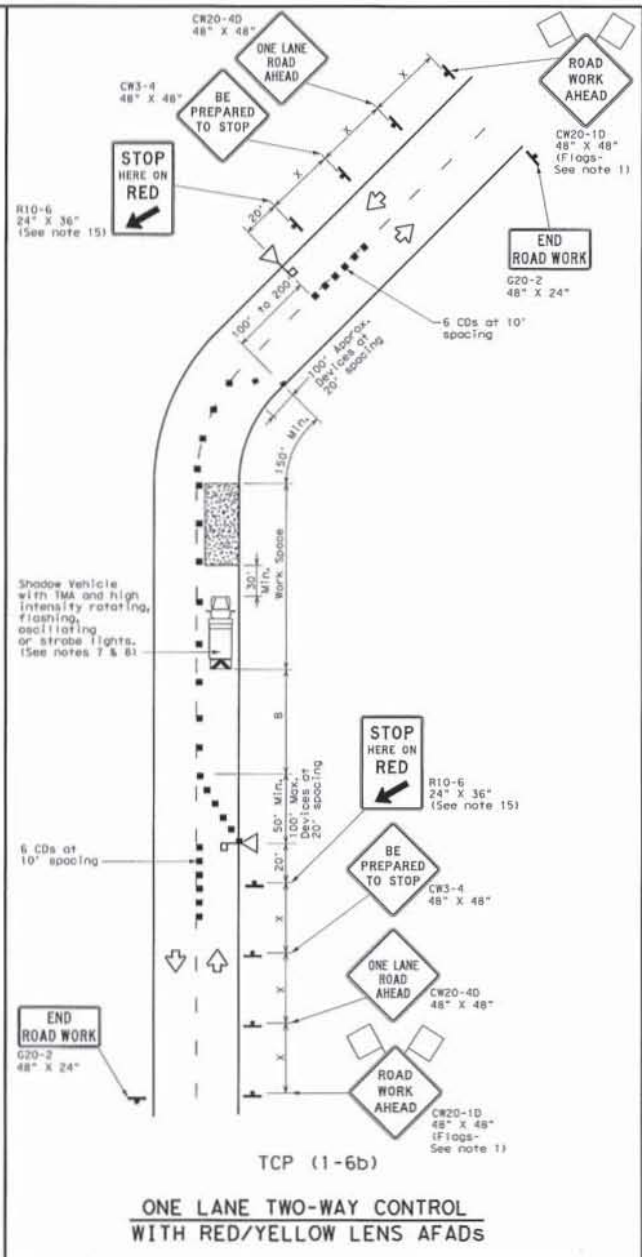 CW20-4D
48" X 48"
ONE LANE
ROAD
AHEAD
CW3-4
48" X 48"
BE
PREPARED
TO STOP
STOP
HERE ON
RED
R10-6
24" X 36"
(See note 15)
X
X
X
20'
ROAD
WORK
AHEAD
CW20-1D
48" X 48"
(Flags-
See note 1)
END
ROAD WORK
G20-2
48" X 24"
6 CDs at 10'
spacing
100' to 200'
100' Approx.
Devices at
20' spacing
150' Min.
Work Space
30'
Min.
Shadow Vehicle
with TMA and high
intensity rotating,
flashing,
oscillating
or strobe lights.
(See notes 7 & 8)
B
50' Min.
100' Max.
Devices at
20' spacing
20'
STOP
HERE ON
RED
R10-6
24" X 36"
(See note 15)
6 CDs at
10' spacing
BE
PREPARED
TO STOP
CW3-4
48" X 48"
X
X
X
ONE LANE
ROAD
AHEAD
CW20-4D
48" X 48"
END
ROAD WORK
G20-2
48" X 24"
ROAD
WORK
AHEAD
CW20-1D
48" X 48"
(Flags-
See note 1)
TCP (1-6b)
ONE LANE TWO-WAY CONTROL
WITH RED/YELLOW LENS AFADs